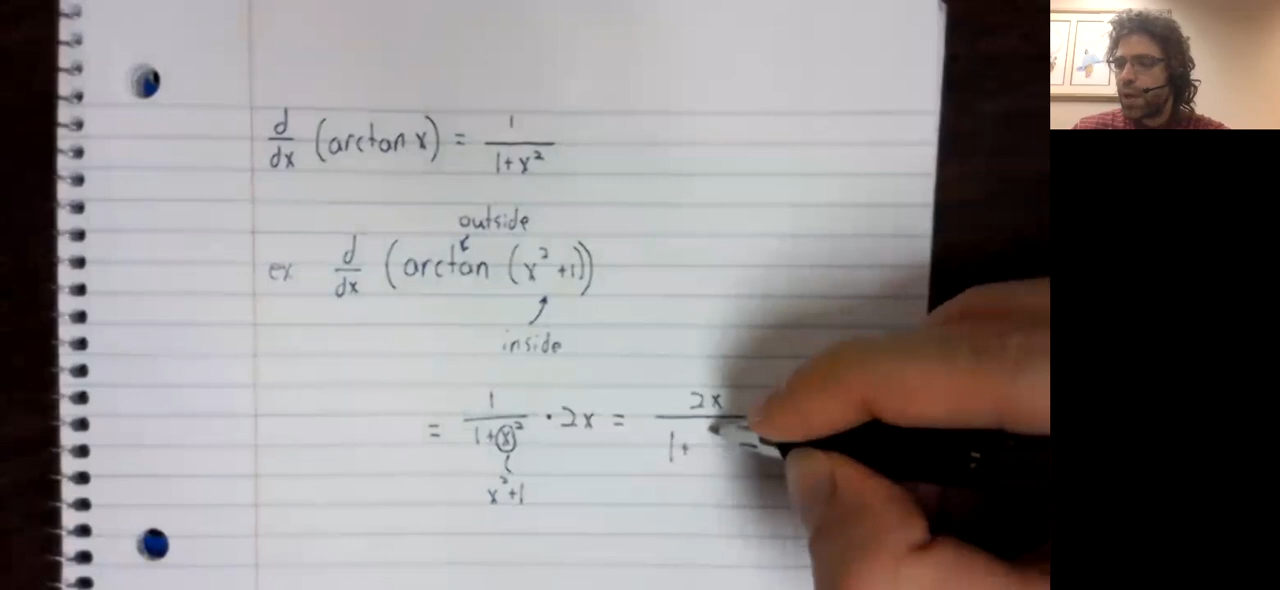 d/dx (arctan x) = 1/(1+x²)
outside
ex d/dx (arctan (x²+1))
inside
= 1/(1+x²) · 2x = 2x/(1+
x²+1